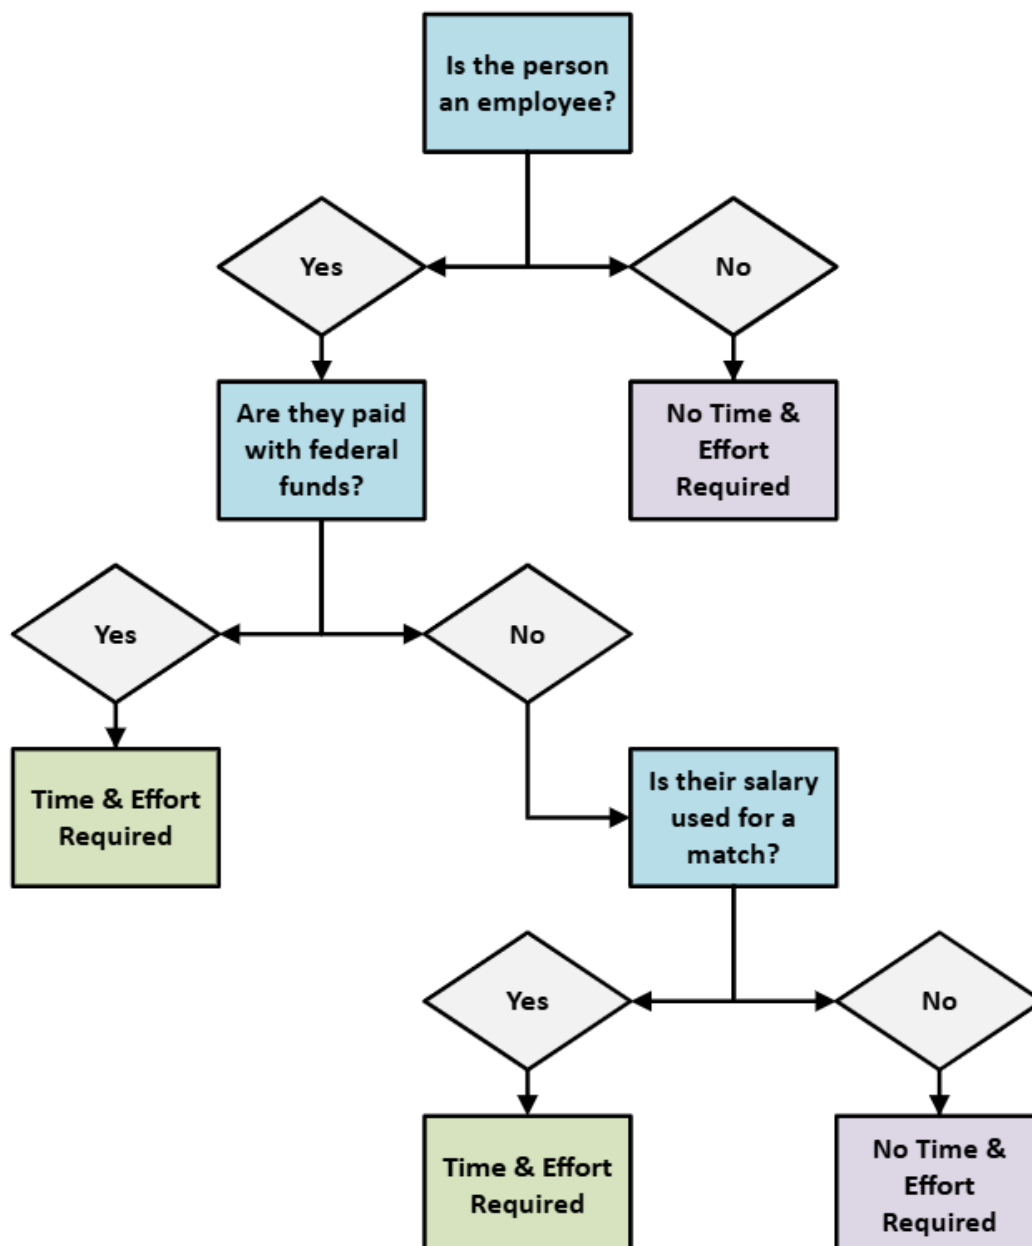 Is the person
an employee?
Yes
No
Are they paid
with federal
funds?
No Time &
Effort
Required
Yes
No
Time & Effort
Required
Is their salary
used for a
match?
Yes
No
Time & Effort
Required
No Time &
Effort
Required